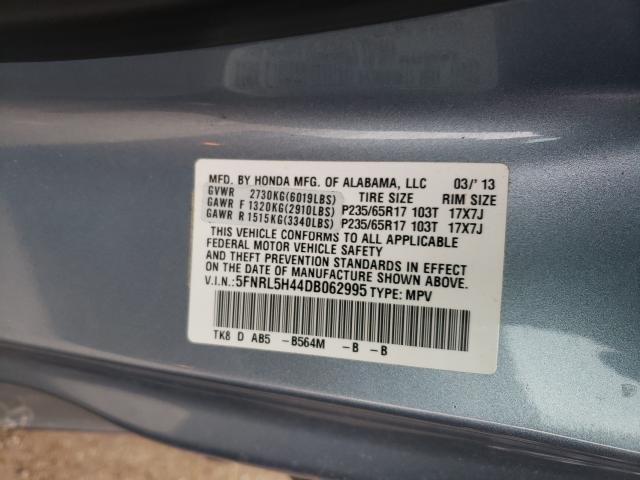 MFD. BY HONDA MFG. OF ALABAMA, LLC 03/'13
GVWR 2730KG(6019LBS) TIRE SIZE RIM SIZE
GAWR F 1320KG(2910LBS) P235/65R17 103T 17X7J
GAWR R 1515KG(3340LBS) P235/65R17 103T 17X7J
THIS VEHICLE CONFORMS TO ALL APPLICABLE
FEDERAL MOTOR VEHICLE SAFETY
AND THEFT PREVENTION STANDARDS IN EFFECT
ON THE DATE OF MANUFACTURE SHOWN ABOVE.
V.I.N.:5FNRL5H44DB062995 TYPE: MPV
TK8 D AB5 -B564M -B -B